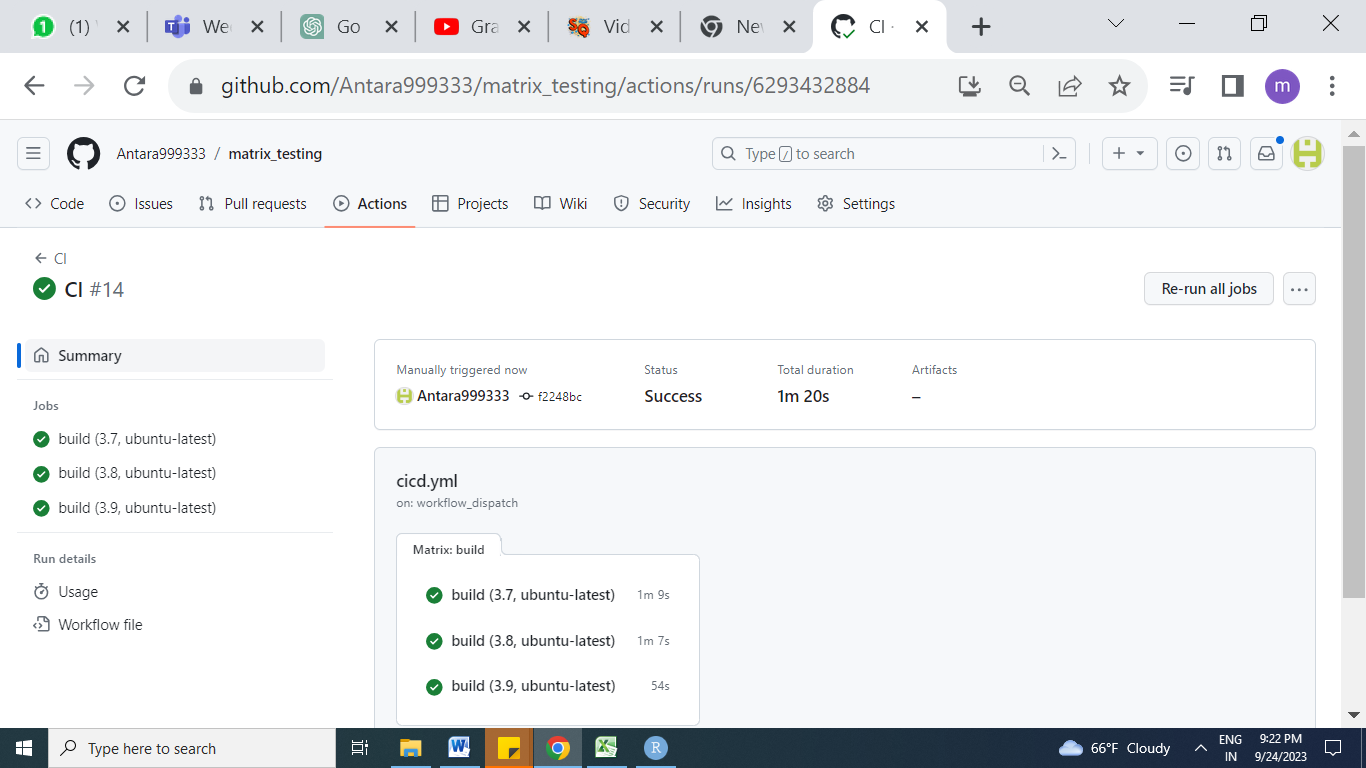 1 (1) We Go Gra Vid Nev CI ·
github.com/Antara999333/matrix_testing/actions/runs/6293432884 m
Antara999333 / matrix_testing Type / to search
Code Issues Pull requests Actions Projects Wiki Security Insights Settings
CI
CI #14 Re-run all jobs
Summary
Jobs
build (3.7, ubuntu-latest)
build (3.8, ubuntu-latest)
build (3.9, ubuntu-latest)
Run details
Usage
Workflow file
Manually triggered now Status Total duration Artifacts
Antara999333 f2248bc Success 1m 20s –
cicd.yml
on: workflow_dispatch
Matrix: build
build (3.7, ubuntu-latest) 1m 9s
build (3.8, ubuntu-latest) 1m 7s
build (3.9, ubuntu-latest) 54s
Type here to search 66°F Cloudy ENG 9:22 PM
IN 9/24/2023